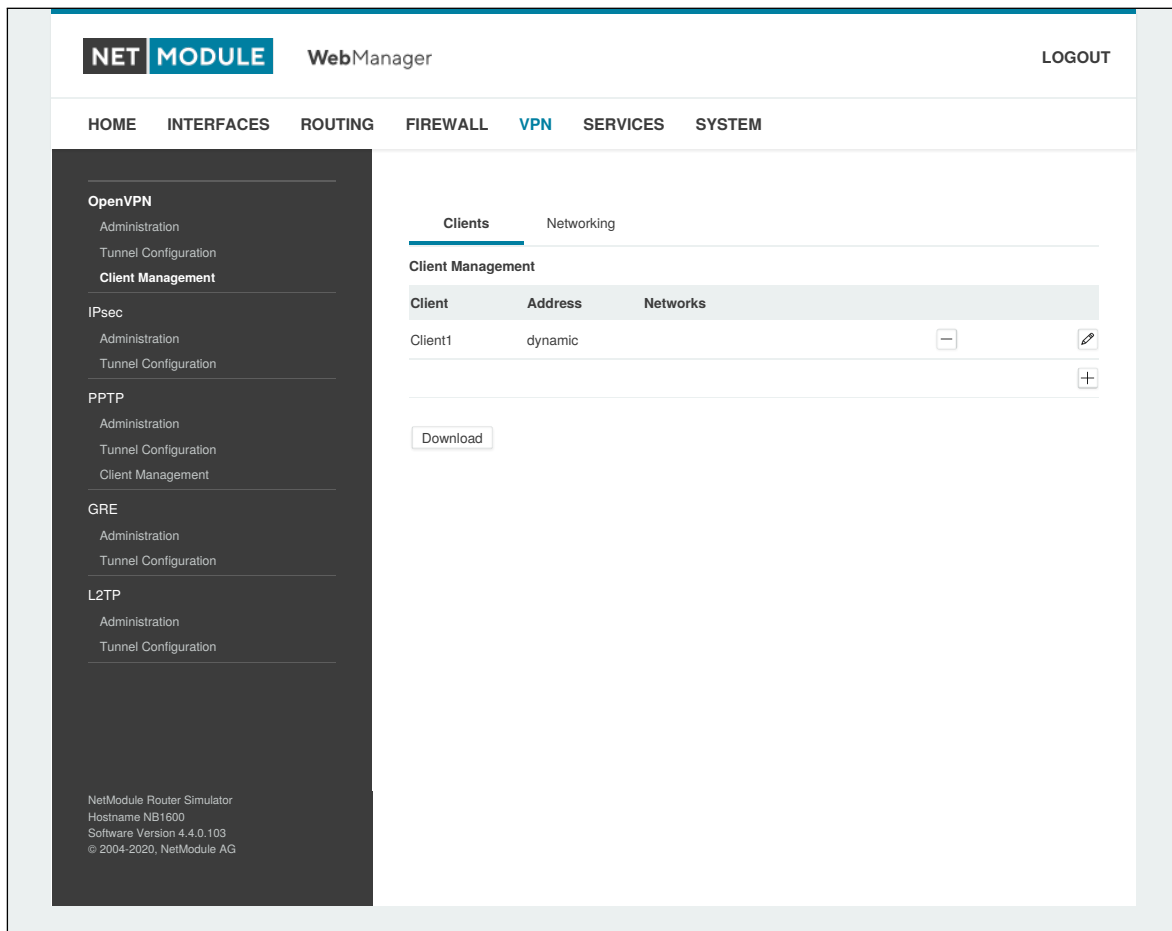 NET MODULE WebManager LOGOUT
HOME INTERFACES ROUTING FIREWALL VPN SERVICES SYSTEM
OpenVPN
Administration
Tunnel Configuration
Client Management
IPsec
Administration
Tunnel Configuration
PPTP
Administration
Tunnel Configuration
Client Management
GRE
Administration
Tunnel Configuration
L2TP
Administration
Tunnel Configuration
NetModule Router Simulator
Hostname NB1600
Software Version 4.4.0.103
© 2004-2020, NetModule AG
Clients Networking
Client Management
Client Address Networks
Client1 dynamic
Download